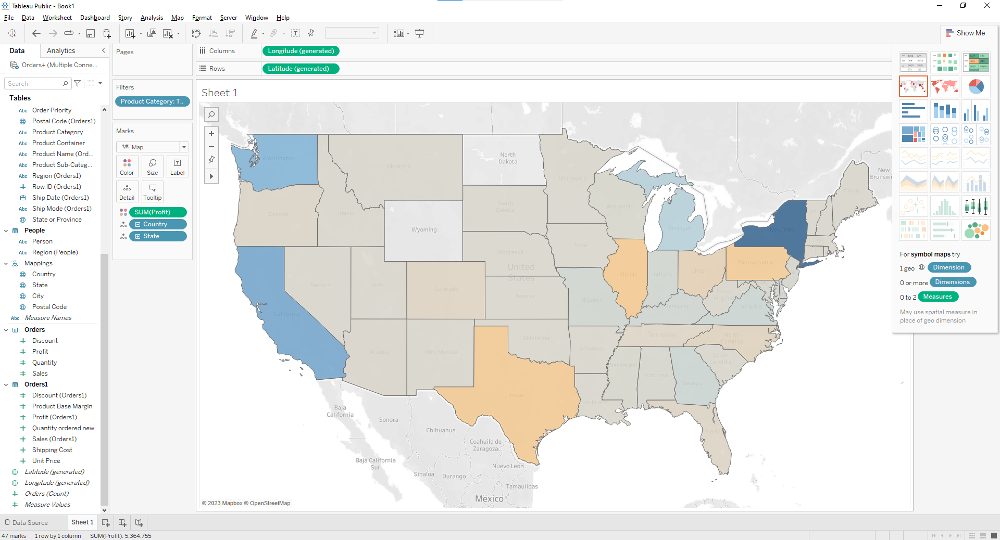 Tableau Public - Book1
File Data Worksheet Dashboard Story Analysis Map Format Server Window Help
Show Me
Data Analytics
Orders+ (Multiple Conne...
Search
Tables
Abc Order Priority
Postal Code (Orders1)
Abc Product Category
Abc Product Container
Abc Product Name (Ord...
Abc Product Sub-Categ...
Abc Region (Orders1)
# Row ID (Orders1)
Ship Date (Orders1)
Abc Ship Mode (Orders1)
State or Province
People
Abc Person
Abc Region (People)
Mappings
Country
State
City
Postal Code
Abc Measure Names
Orders
# Discount
# Profit
# Quantity
# Sales
Orders1
# Discount (Orders1)
# Product Base Margin
# Profit (Orders1)
# Quantity ordered new
# Sales (Orders1)
# Shipping Cost
# Unit Price
Latitude (generated)
Longitude (generated)
# Orders (Count)
# Measure Values
Pages
Filters
Product Category: T..
Marks
Map
Color Size Label
Detail Tooltip
SUM(Profit)
Country
State
Columns Longitude (generated)
Rows Latitude (generated)
Sheet 1
Washington
Montana
North
Dakota
Minnesota
Maine
New
Brunswi
Oregon
Idaho
South
Dakota
Wisconsin
Wyoming
Michigan
New York
Iowa
Nebraska
Pennsylvania
United
States
Illinois
Indiana
Ohio
Nevada
Utah
Colorado
Kansas
Missouri
West
Virginia
Kentucky
Virginia
California
Oklahoma
Tennessee
North
Carolina
Arizona
New Mexico
Arkansas
South
Carolina
Mississippi
Alabama
Georgia
Texas
Louisiana
Florida
Baja
California
Sonora
Chihuahua
Coahuila de
Zaragoza
Baja California
Sur
Nuevo León
Sinaloa
Durango
Tamaulipas
Mexico
© 2023 Mapbox © OpenStreetMap
For symbol maps try
1 geo Dimension
0 or more Dimensions
0 to 2 Measures
May use spatial measure in
place of geo dimension
Data Source Sheet 1
47 marks 1 row by 1 column SUM(Profit): 5,364,755